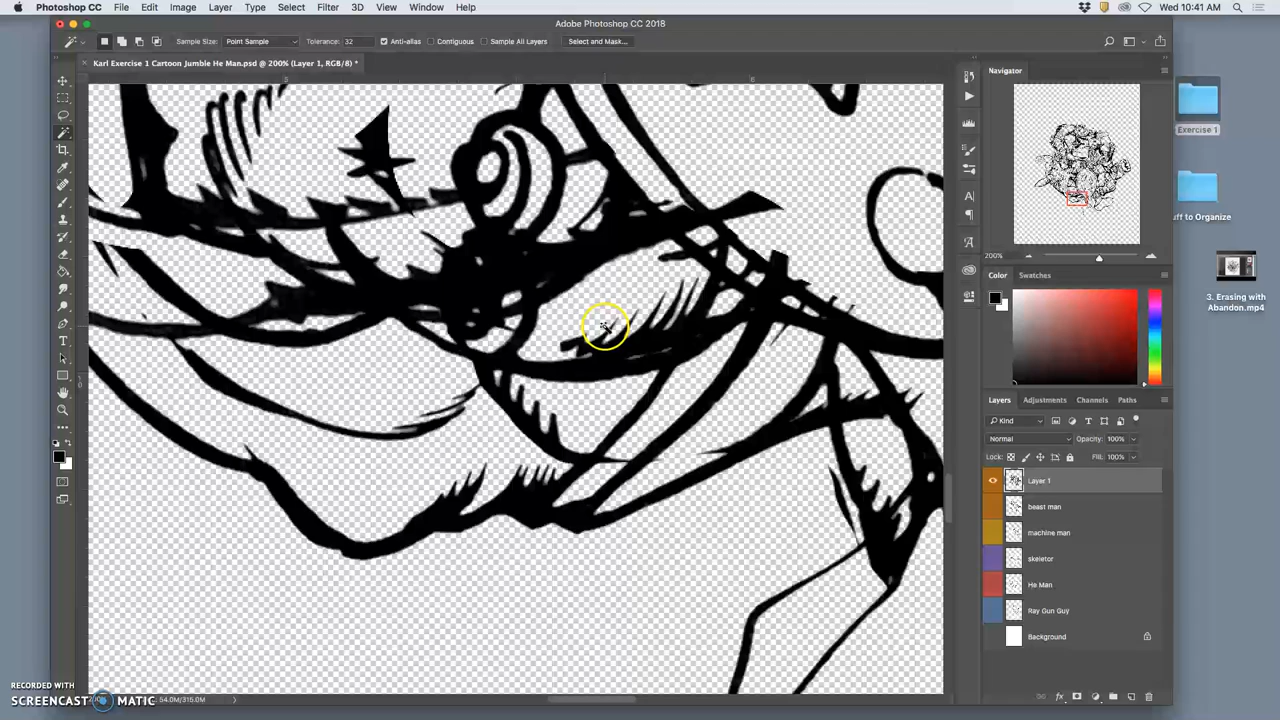 Photoshop CC File Edit Image Layer Type Select Filter 3D View Window Help Wed 10:41 AM
Adobe Photoshop CC 2018
Sample Size: Point Sample Tolerance: 32 Anti-alias Contiguous Sample All Layers Select and Mask...
Karl Exercise 1 Cartoon Jumble He Man.psd @ 200% (Layer 1, RGB/8) *
Navigator
Exercise 1
uff to Organize
200%
Color Swatches
3. Erasing with
Abandon.mp4
Layers Adjustments Channels Paths
Kind
Normal Opacity: 100%
Lock: Fill: 100%
Layer 1
beast man
machine man
skeletor
He Man
Ray Gun Guy
Background
RECORDED WITH
SCREENCAST MATIC
54.0M/315.0M